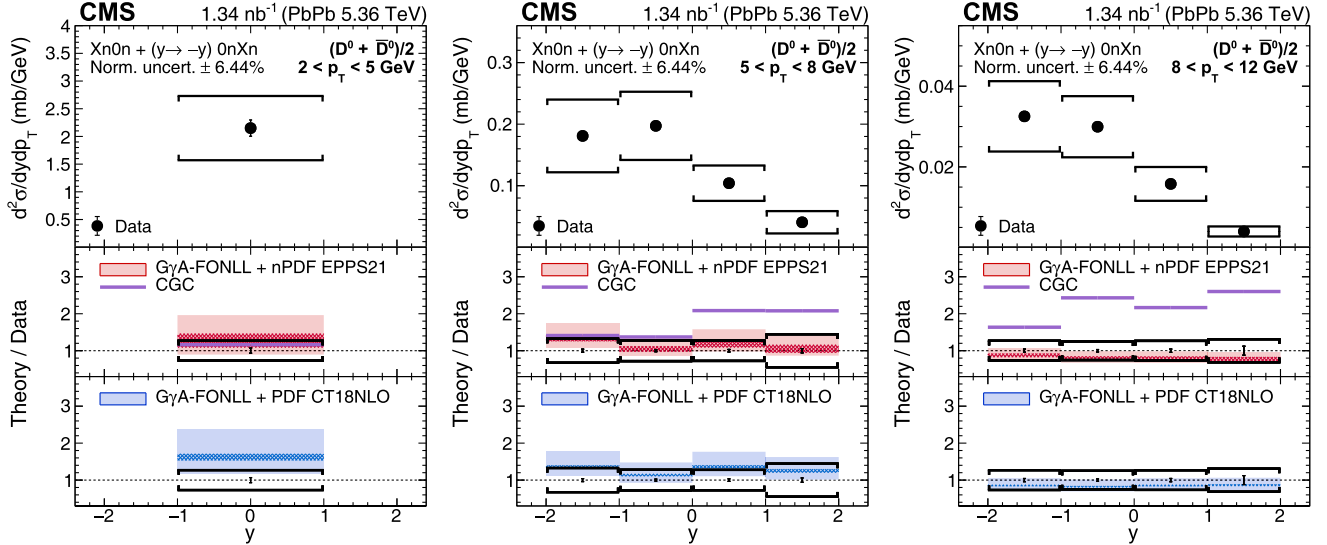 CMS 1.34 nb⁻¹ (PbPb 5.36 TeV)
Xn0n + (y→ –y) 0nXn (D⁰ + D̅⁰)/2
Norm. uncert. ± 6.44% 2 < p_T < 5 GeV
d²σ/dydp_T (mb/GeV)
4
3.5
3
2.5
2
1.5
1
0.5
Data
GγA-FONLL + nPDF EPPS21
CGC
3
2
1
Theory / Data
GγA-FONLL + PDF CT18NLO
3
2
1
−2 −1 0 1 2
y
CMS 1.34 nb⁻¹ (PbPb 5.36 TeV)
Xn0n + (y→ –y) 0nXn (D⁰ + D̅⁰)/2
Norm. uncert. ± 6.44% 5 < p_T < 8 GeV
d²σ/dydp_T (mb/GeV)
0.3
0.2
0.1
Data
GγA-FONLL + nPDF EPPS21
CGC
3
2
1
Theory / Data
GγA-FONLL + PDF CT18NLO
3
2
1
−2 −1 0 1 2
y
CMS 1.34 nb⁻¹ (PbPb 5.36 TeV)
Xn0n + (y→ –y) 0nXn (D⁰ + D̅⁰)/2
Norm. uncert. ± 6.44% 8 < p_T < 12 GeV
d²σ/dydp_T (mb/GeV)
0.04
0.02
Data
GγA-FONLL + nPDF EPPS21
CGC
3
2
1
Theory / Data
GγA-FONLL + PDF CT18NLO
3
2
1
−2 −1 0 1 2
y